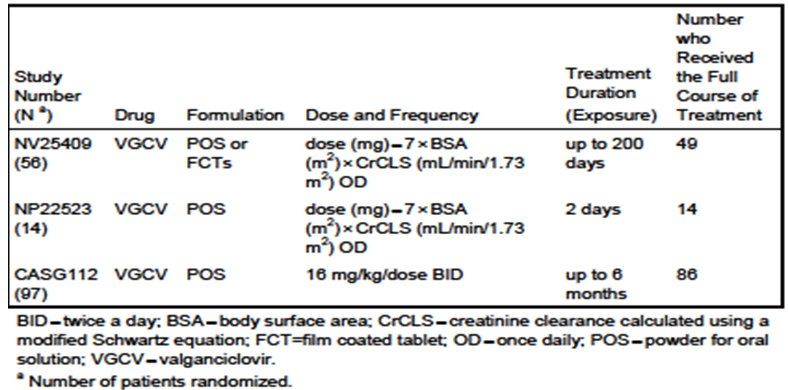 Study Number (N a) Drug Formulation Dose and Frequency Treatment Duration (Exposure) Number who Received the Full Course of Treatment
NV25409 (56) VGCV POS or FCTs dose (mg)–7×BSA (m²)×CrCLS (mL/min/1.73 m²) OD up to 200 days 49
NP22523 (14) VGCV POS dose (mg)–7×BSA (m²)×CrCLS (mL/min/1.73 m²) OD 2 days 14
CASG112 (97) VGCV POS 16 mg/kg/dose BID up to 6 months 86
BID–twice a day; BSA–body surface area; CrCLS–creatinine clearance calculated using a
modified Schwartz equation; FCT=film coated tablet; OD–once daily; POS–powder for oral
solution; VGCV–valganciclovir.
a Number of patients randomized.